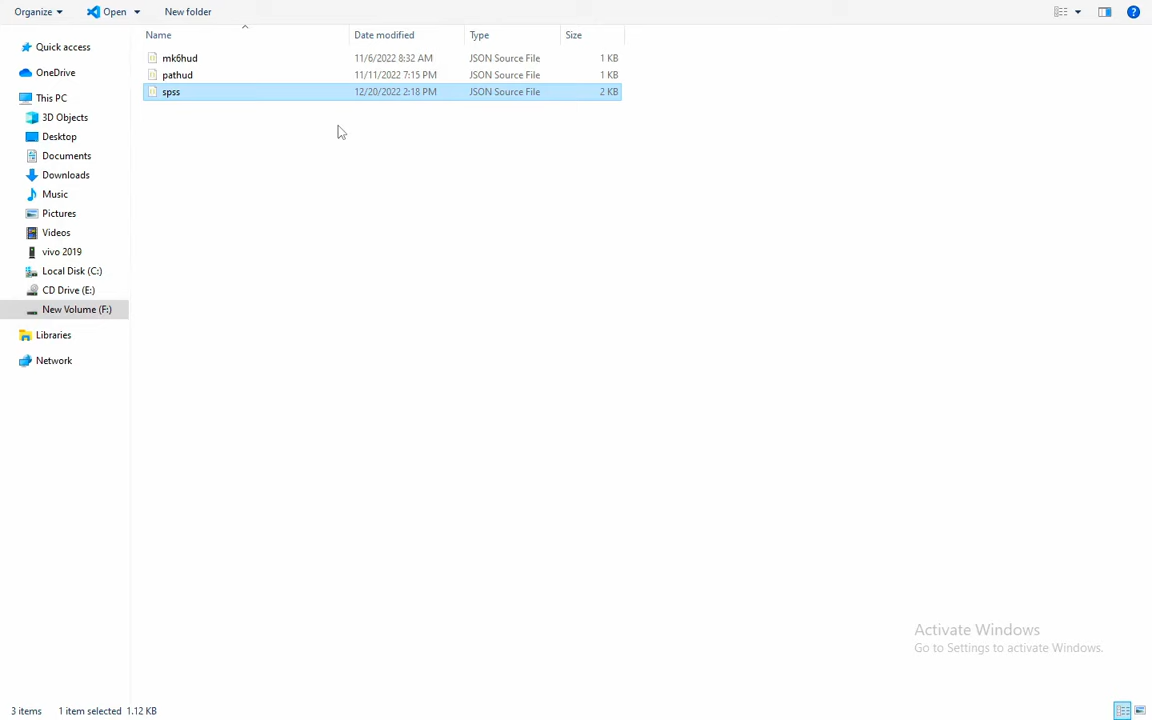 Organize Open New folder
Name Date modified Type Size
mk6hud 11/6/2022 8:32 AM JSON Source File 1 KB
pathud 11/11/2022 7:15 PM JSON Source File 1 KB
spss 12/20/2022 2:18 PM JSON Source File 2 KB
Quick access
OneDrive
This PC
3D Objects
Desktop
Documents
Downloads
Music
Pictures
Videos
vivo 2019
Local Disk (C:)
CD Drive (E:)
New Volume (F:)
Libraries
Network
Activate Windows
Go to Settings to activate Windows.
3 items 1 item selected 1.12 KB